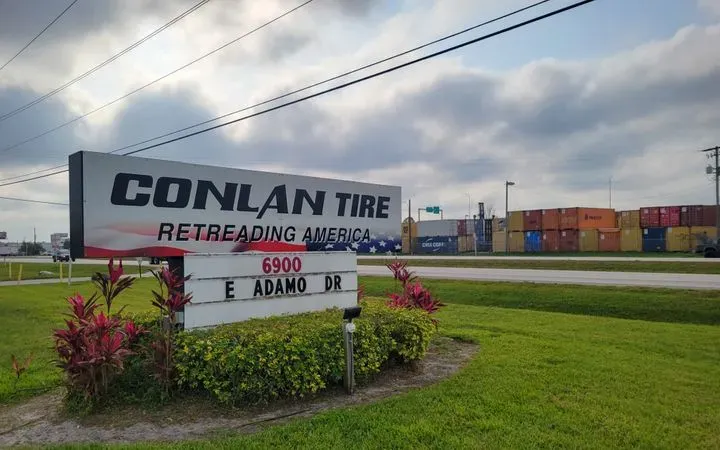 CONLAN TIRE
RETREADING AMERICA
6900
E ADAMO DR